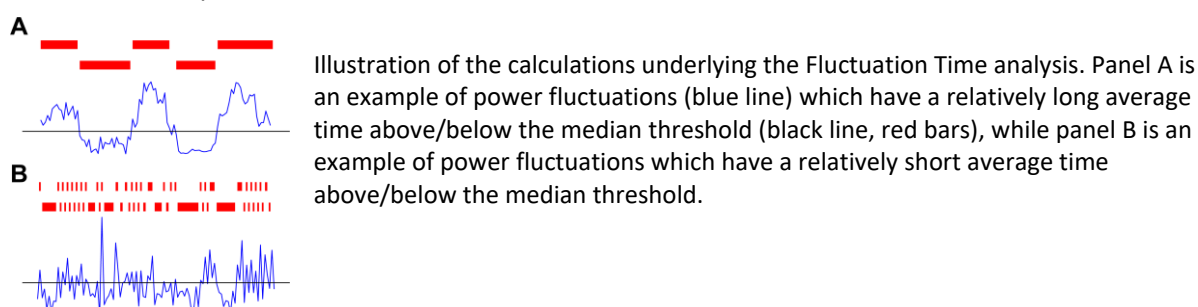 A
Illustration of the calculations underlying the Fluctuation Time analysis. Panel A is
an example of power fluctuations (blue line) which have a relatively long average
time above/below the median threshold (black line, red bars), while panel B is an
example of power fluctuations which have a relatively short average time
above/below the median threshold.
B